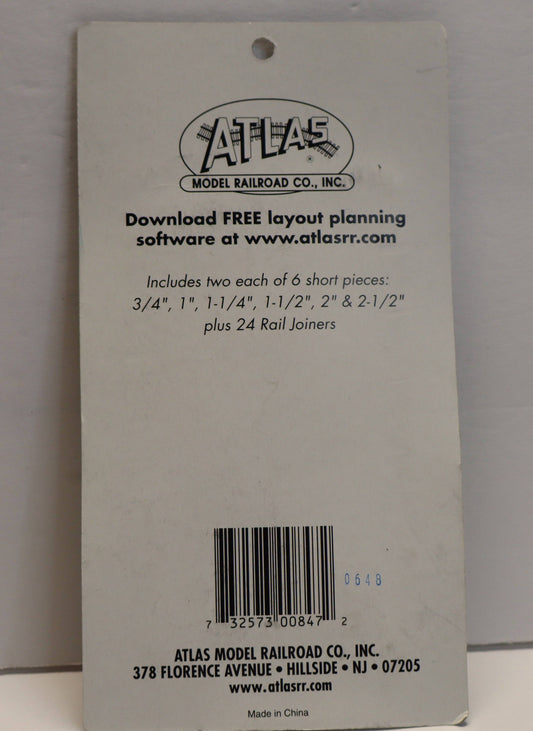 ATLAS
®
MODEL RAILROAD CO., INC.
Download FREE layout planning
software at www.atlasrr.com
Includes two each of 6 short pieces:
3/4", 1", 1-1/4", 1-1/2", 2" & 2-1/2"
plus 24 Rail Joiners
0648
7 32573 00847 2
ATLAS MODEL RAILROAD CO., INC.
378 FLORENCE AVENUE • HILLSIDE • NJ • 07205
www.atlasrr.com
Made in China